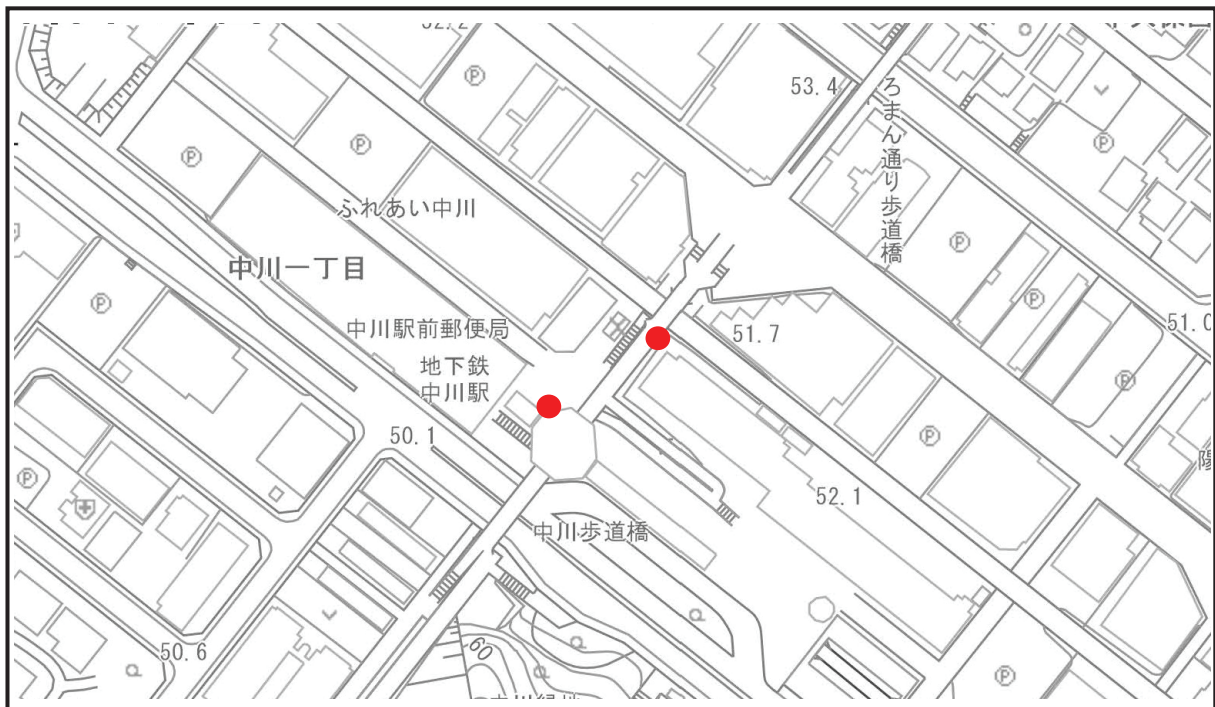 53.4
ろまん通り歩道橋
ふれあい中川
中川一丁目
中川駅前郵便局
地下鉄
中川駅
51.7
51.0
50.1
52.1
中川歩道橋
50.6
60